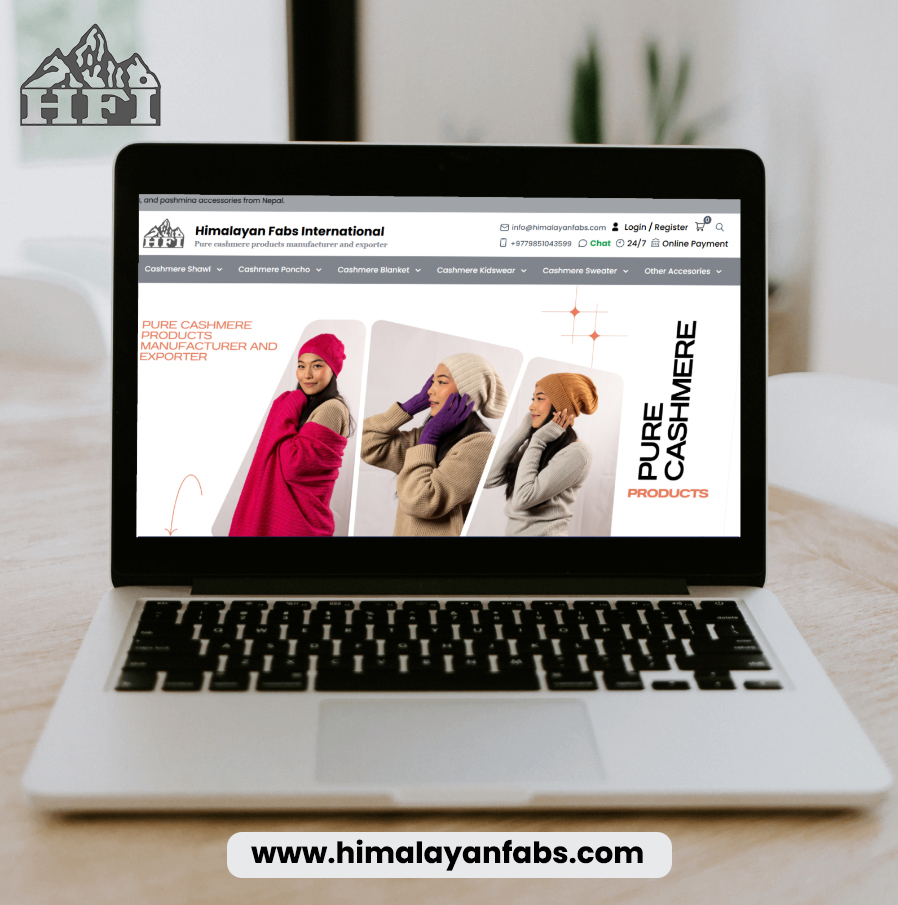 HFI
, and pashmina accessories from Nepal.
HFI
Himalayan Fabs International
Pure cashmere products manufacturer and exporter
info@himalayanfabs.com
Login / Register
0
+9779851043599
Chat
24/7
Online Payment
Cashmere Shawl
Cashmere Poncho
Cashmere Blanket
Cashmere Kidswear
Cashmere Sweater
Other Accesories
PURE CASHMERE
PRODUCTS
MANUFACTURER AND
EXPORTER
PURE
CASHMERE
PRODUCTS
www.himalayanfabs.com